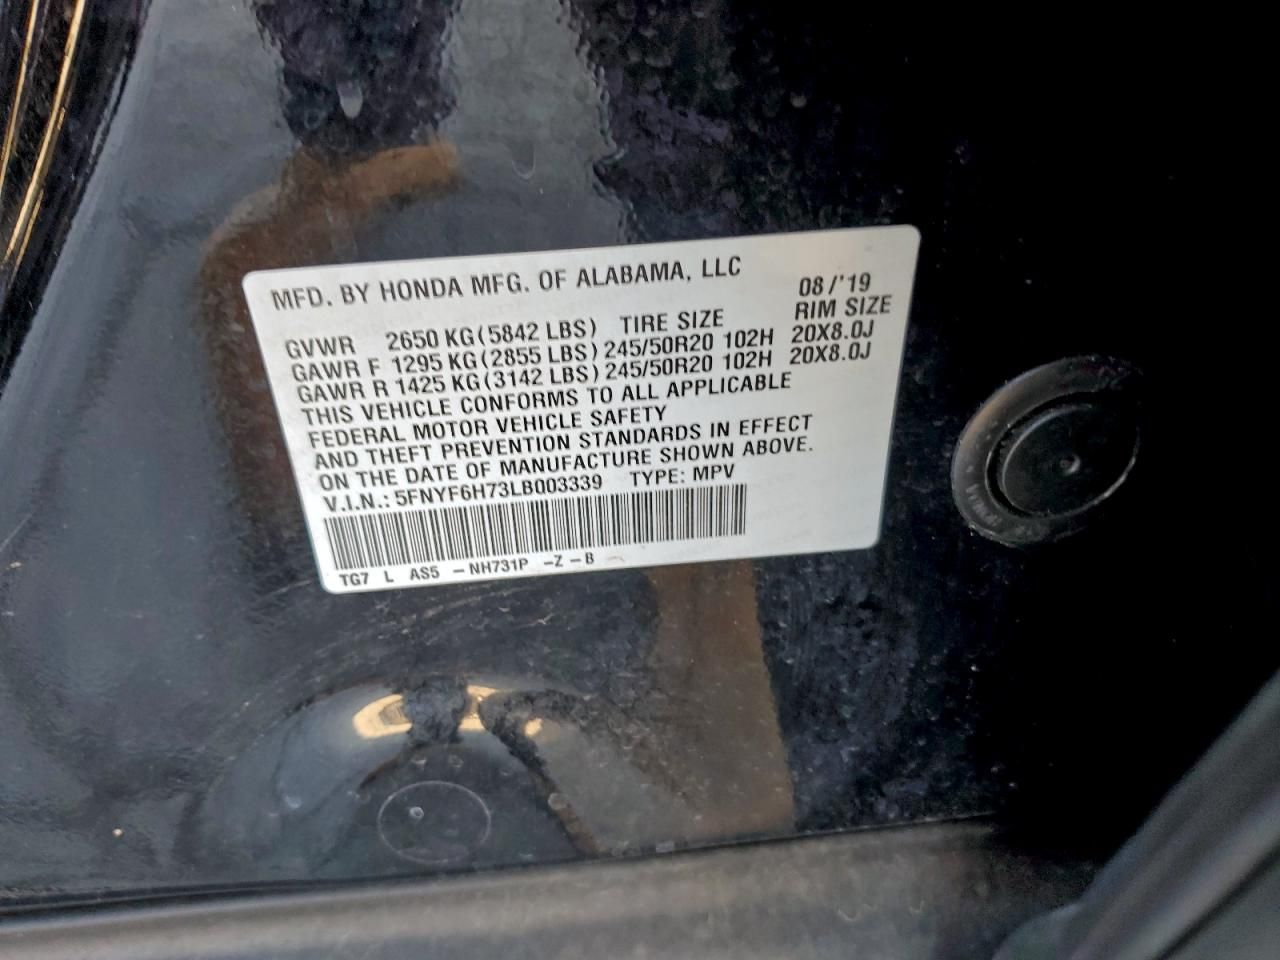 MFD. BY HONDA MFG. OF ALABAMA, LLC 08/'19
GVWR 2650 KG(5842 LBS) TIRE SIZE RIM SIZE
GAWR F 1295 KG(2855 LBS) 245/50R20 102H 20X8.0J
GAWR R 1425 KG(3142 LBS) 245/50R20 102H 20X8.0J
THIS VEHICLE CONFORMS TO ALL APPLICABLE
FEDERAL MOTOR VEHICLE SAFETY
AND THEFT PREVENTION STANDARDS IN EFFECT
ON THE DATE OF MANUFACTURE SHOWN ABOVE.
V.I.N.: 5FNYF6H73LB003339 TYPE: MPV
TG7 L AS5 -NH731P -Z-B